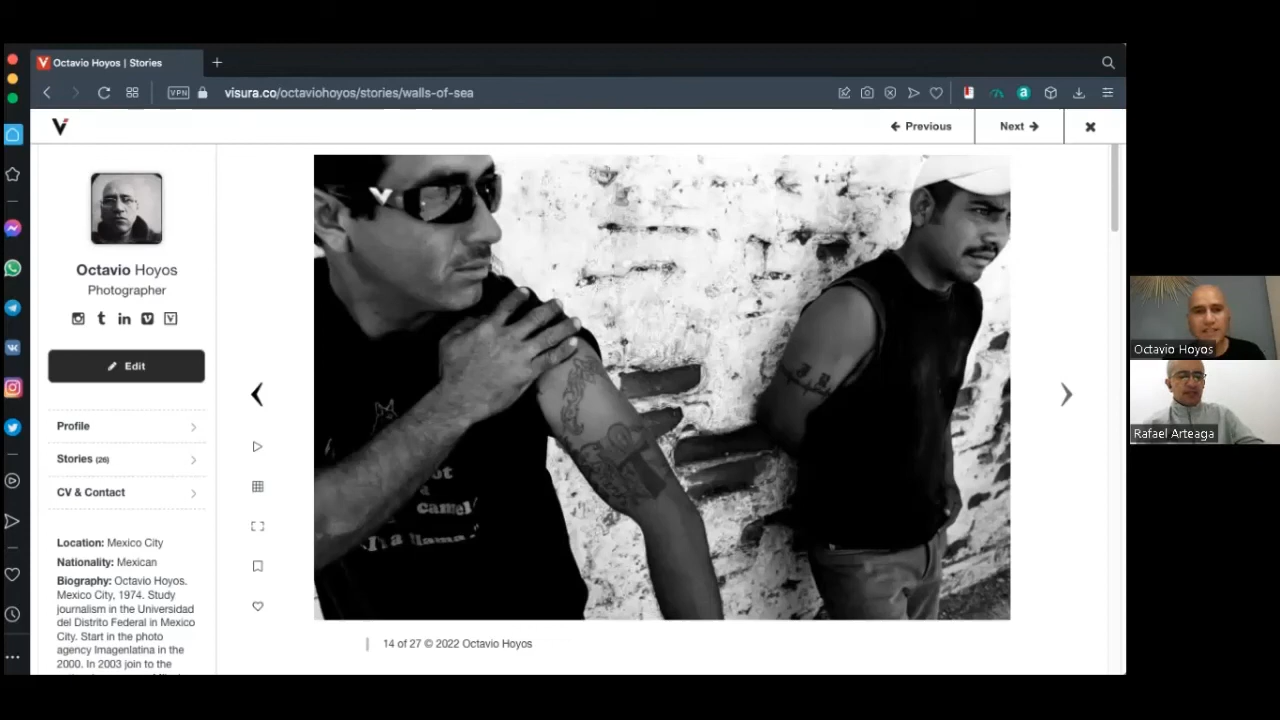 Octavio Hoyos | Stories
VPN
visura.co/octaviohoyos/stories/walls-of-sea
Previous
Next
Octavio Hoyos
Photographer
Edit
Profile
Stories (26)
CV & Contact
Location: Mexico City
Nationality: Mexican
Biography: Octavio Hoyos.
Mexico City, 1974. Study
journalism in the Universidad
del Distrito Federal in Mexico
City. Start in the photo
agency Imagenlatina in the
2000. In 2003 join to the
a
camel
a llama."
14 of 27 © 2022 Octavio Hoyos
Octavio Hoyos
Rafael Arteaga